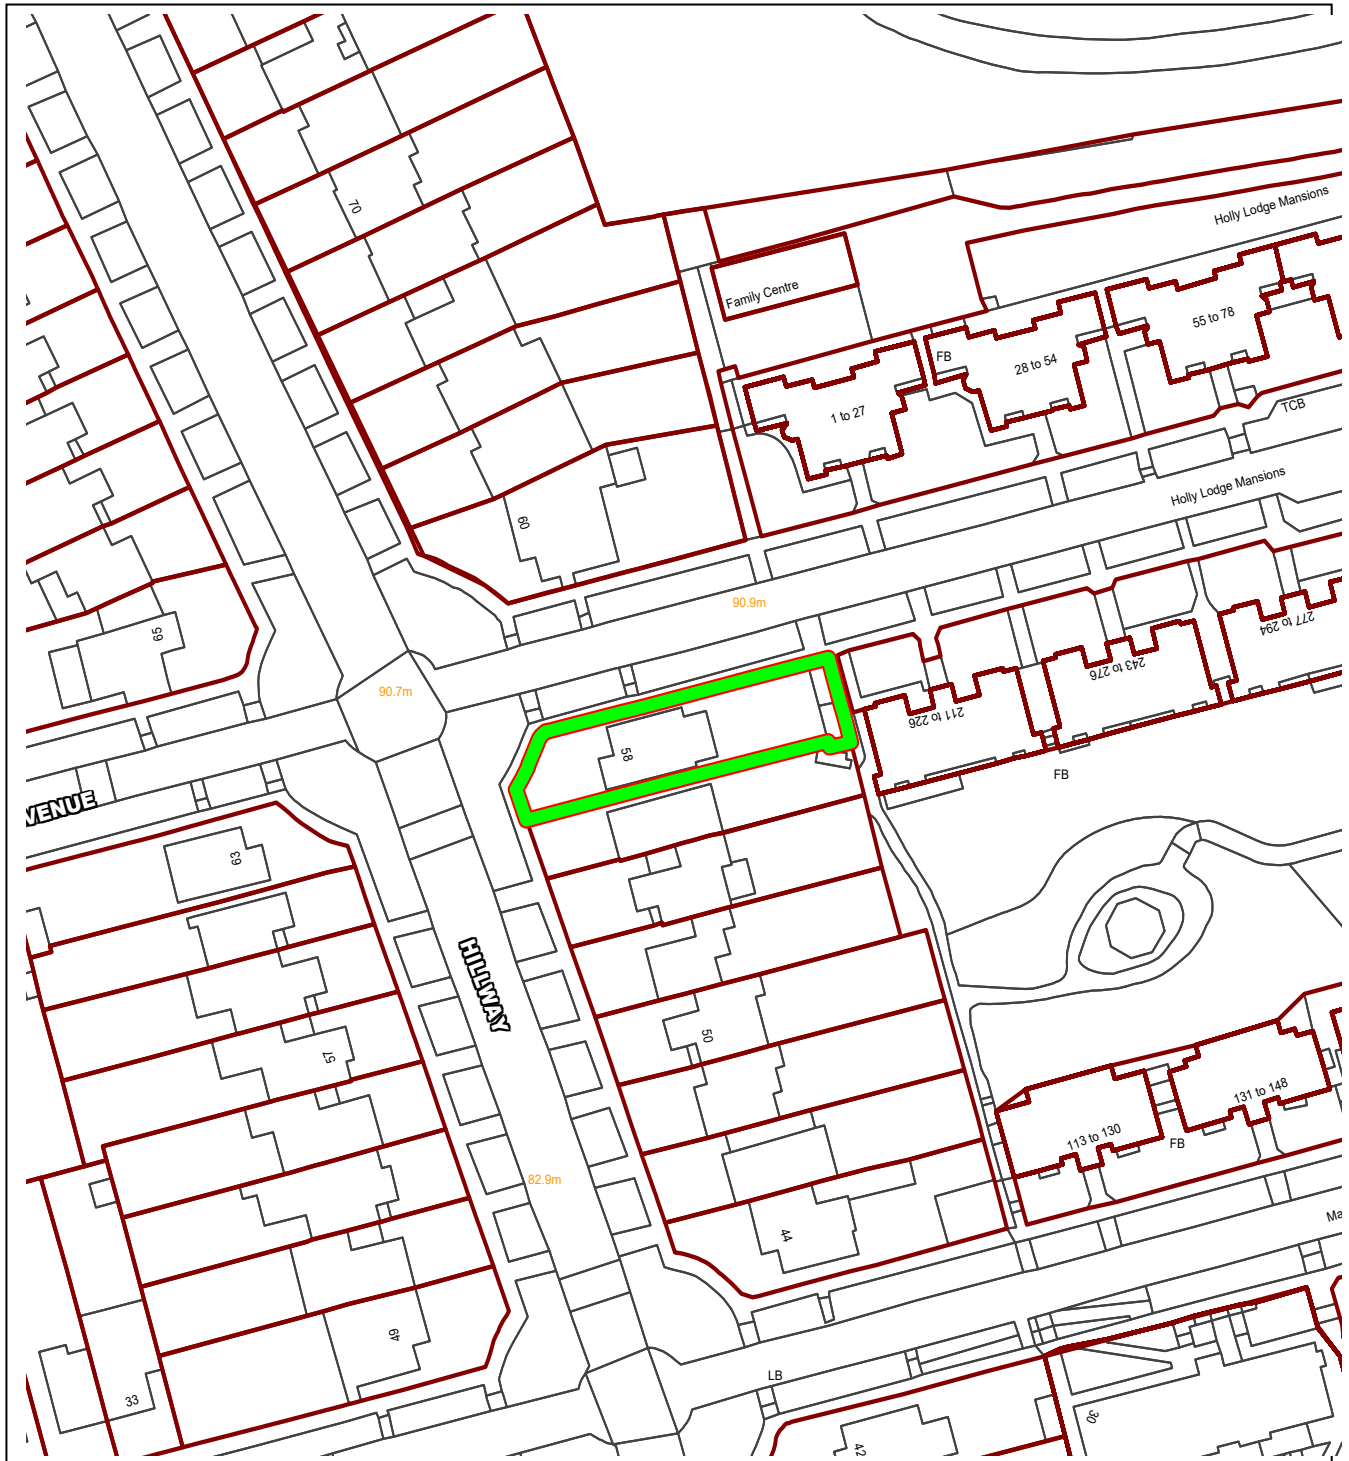 Holly Lodge Mansions
70
Family Centre
55 to 78
FB
28 to 54
1 to 27
TCB
Holly Lodge Mansions
60
90.9m
65
277 to 294
243 to 276
90.7m
211 to 226
58
FB
VENUE
63
HILLWAY
50
57
131 to 148
113 to 130
FB
82.9m
Ma
44
49
LB
33
30
42